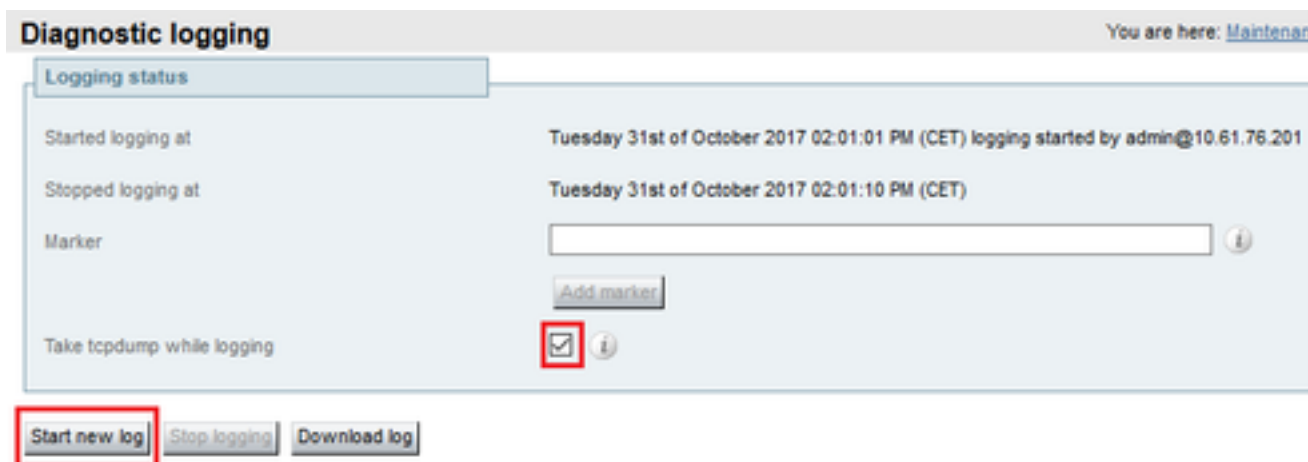 Diagnostic logging You are here: Maintenan
Logging status
Started logging at Tuesday 31st of October 2017 02:01:01 PM (CET) logging started by admin@10.61.76.201
Stopped logging at Tuesday 31st of October 2017 02:01:10 PM (CET)
Marker i
Add marker
Take tcpdump while logging i
Start new log Stop logging Download log